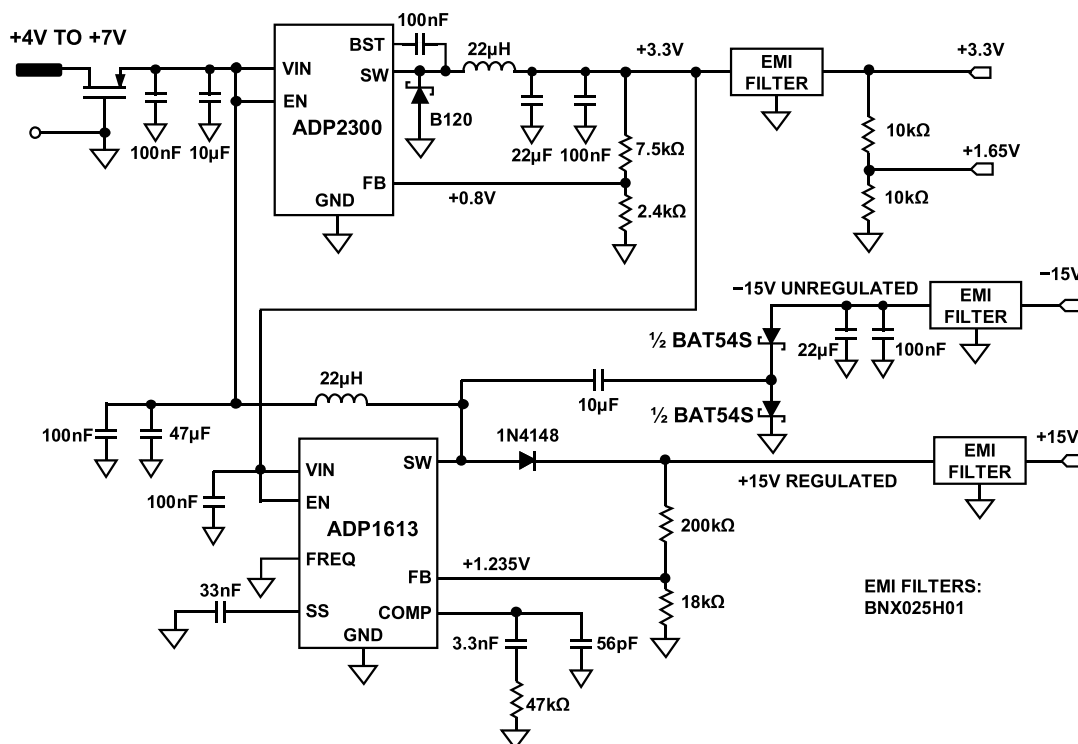 +4V TO +7V
100nF
10µF
VIN
EN
BST
SW
ADP2300
FB
GND
100nF
22µH
B120
22µF
100nF
+3.3V
7.5kΩ
+0.8V
2.4kΩ
EMI
FILTER
+3.3V
10kΩ
+1.65V
10kΩ
−15V UNREGULATED
EMI
FILTER
−15V
½ BAT54S
22µF
100nF
½ BAT54S
10µF
22µH
100nF
47µF
100nF
VIN
EN
SW
ADP1613
FREQ
FB
SS
COMP
GND
33nF
1N4148
+15V REGULATED
EMI
FILTER
+15V
200kΩ
+1.235V
18kΩ
3.3nF
56pF
47kΩ
EMI FILTERS:
BNX025H01